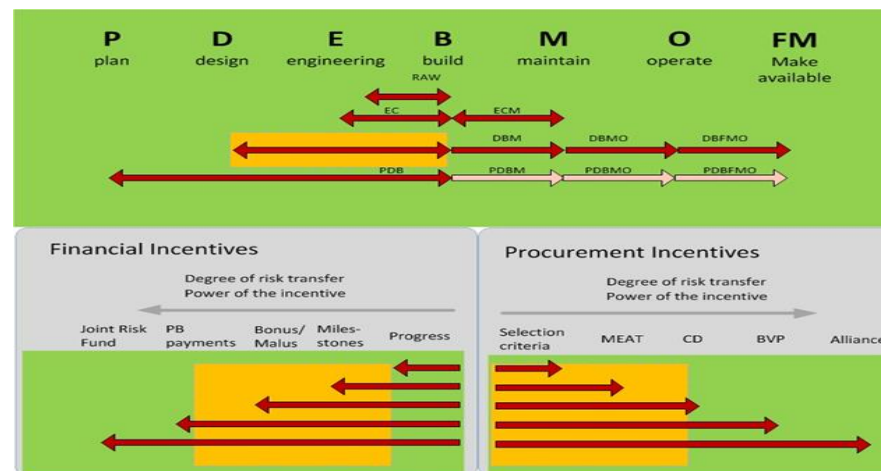 P D E B M O FM
plan design engineering build maintain operate Make available
RAW
EC ECM
DBM DBMO DBFMO
PDB PDBM PDBMO PDBFMO
Financial Incentives
Degree of risk transfer
Power of the incentive
Joint Risk Fund PB payments Bonus/ Malus Miles- stones Progress
Procurement Incentives
Degree of risk transfer
Power of the incentive
Selection criteria MEAT CD BVP Alliance